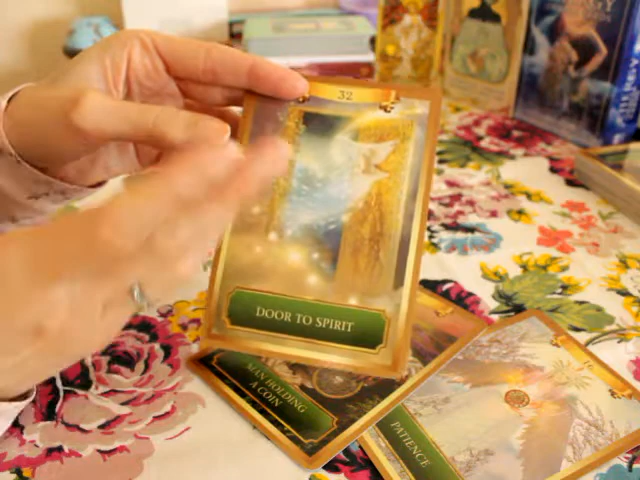 32
DOOR TO SPIRIT
MAN HOLDING
A COIN
PATIENCE